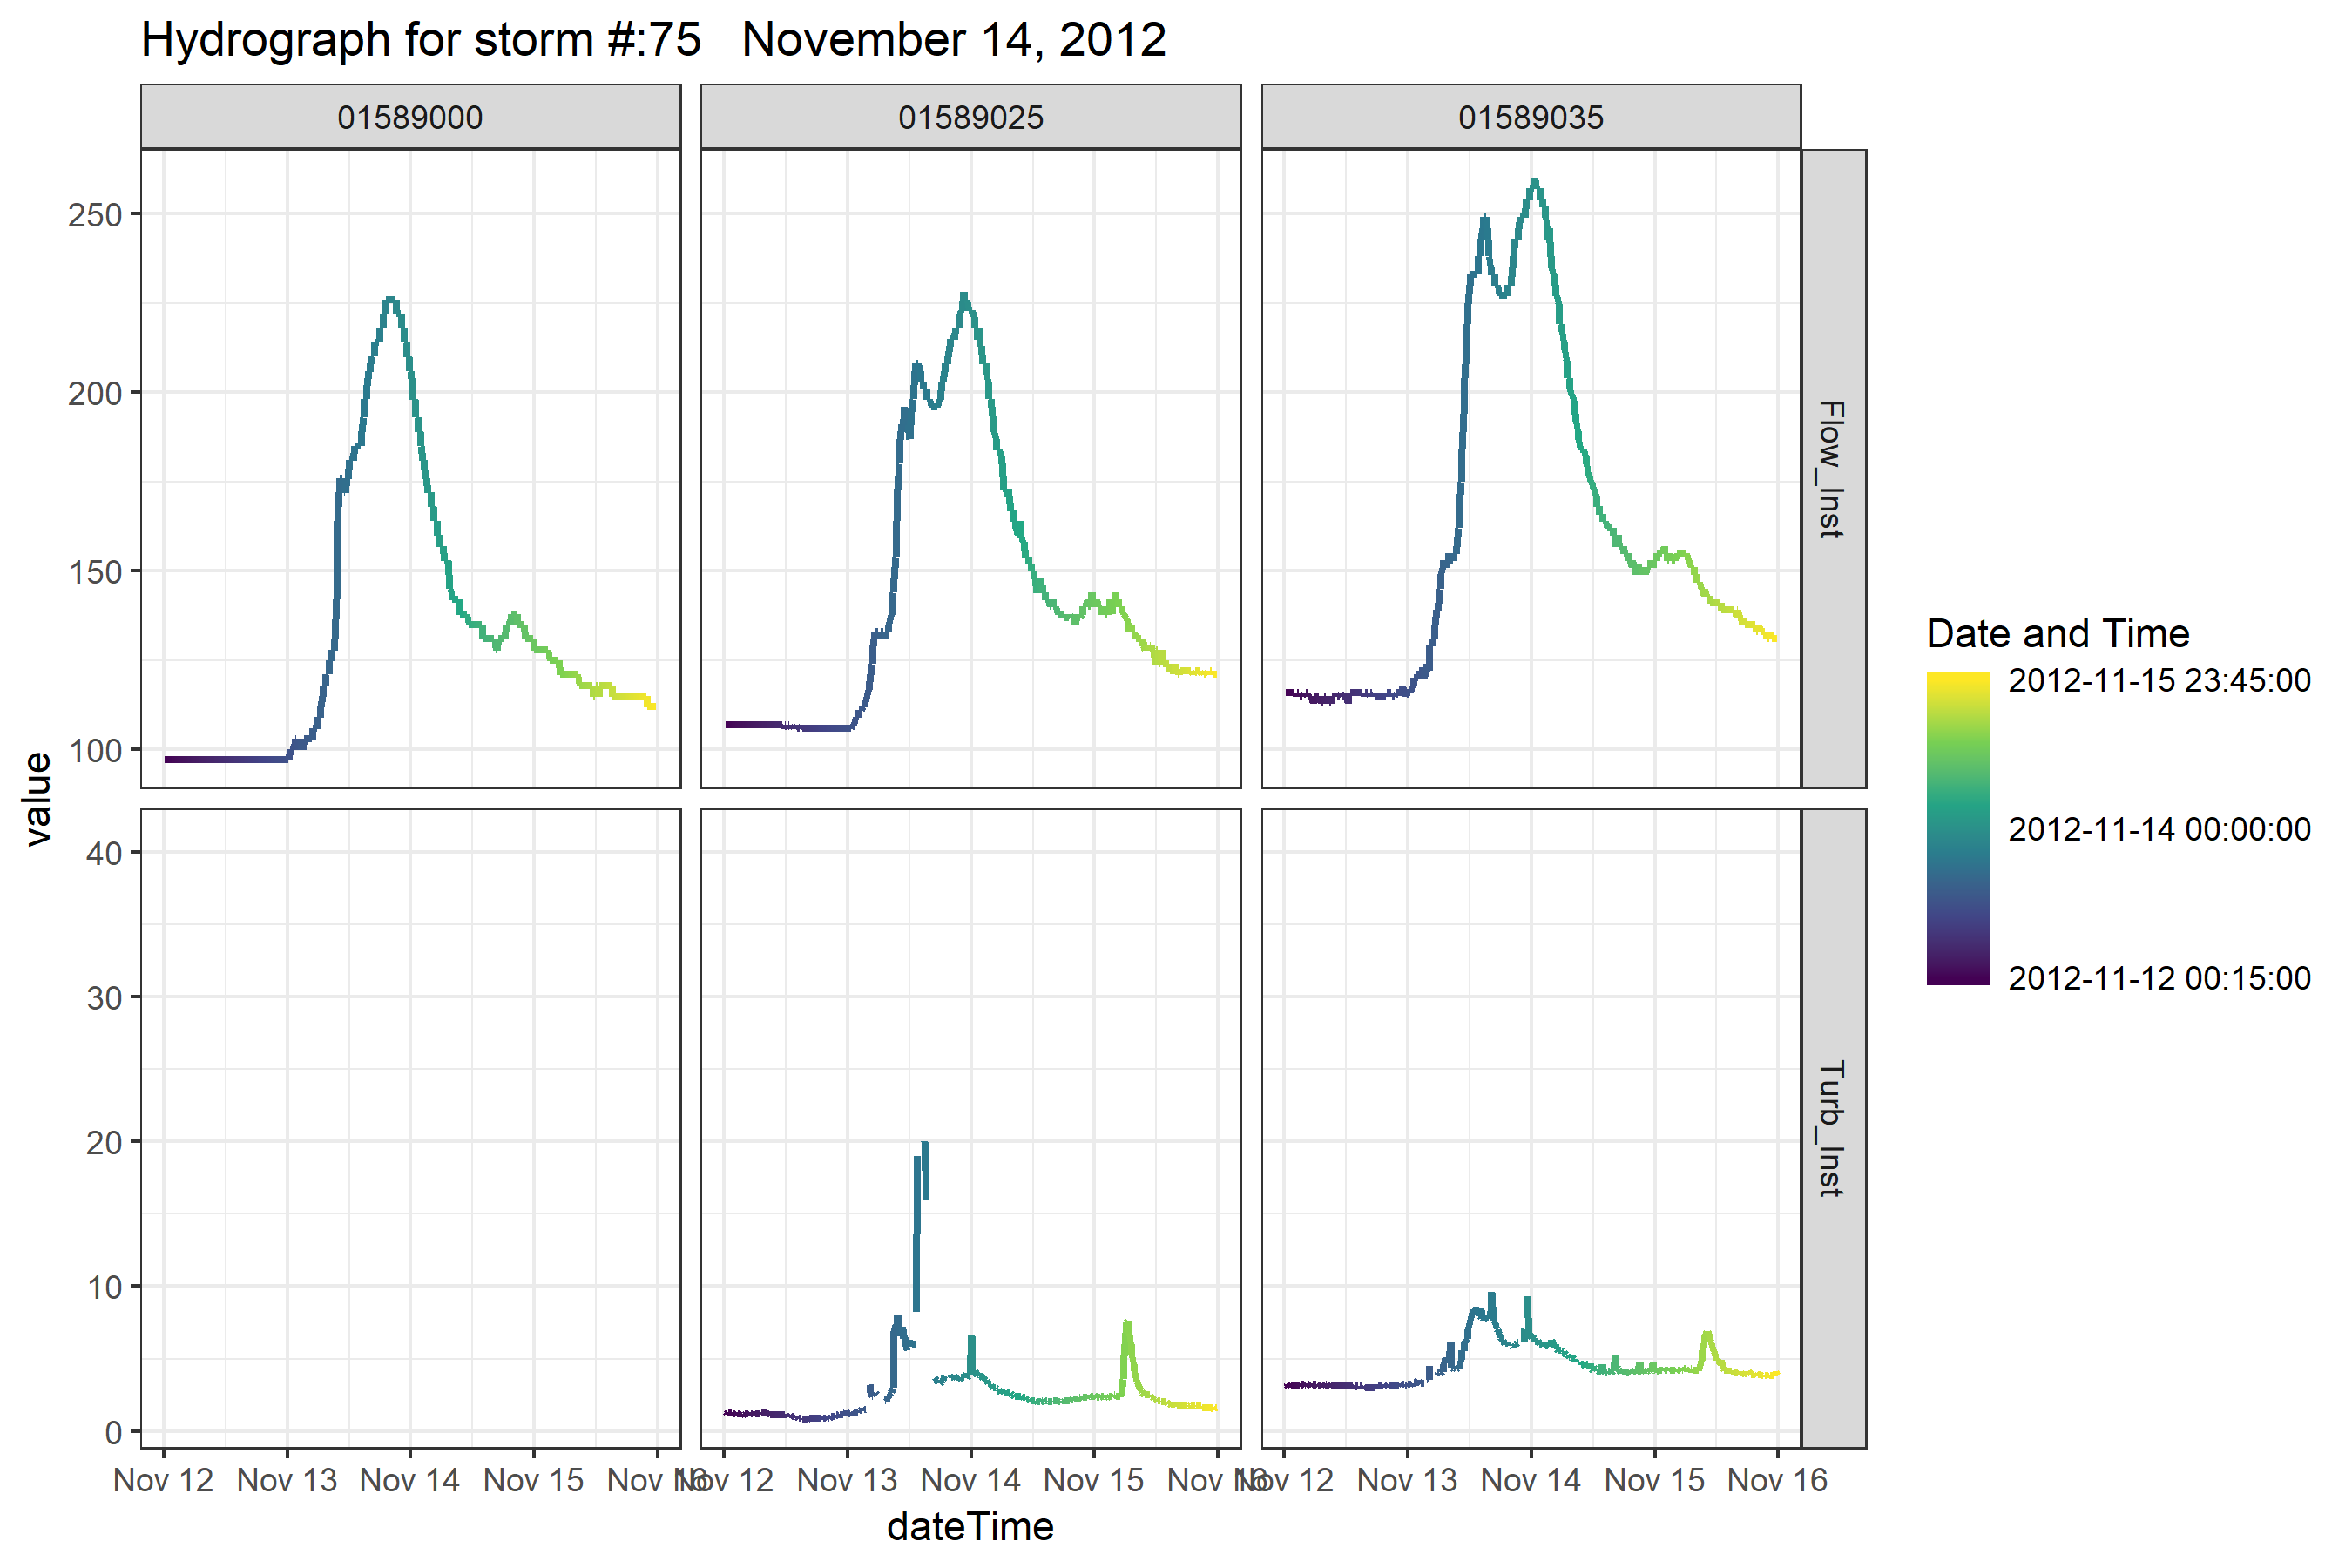 Hydrograph for storm #:75   November 14, 2012
01589000
01589025
01589035
250
200
150
100
Flow_Inst
40
30
20
10
0
Turb_Inst
value
Nov 12
Nov 13
Nov 14
Nov 15
Nov 16
Nov 12
Nov 13
Nov 14
Nov 15
Nov 16
Nov 12
Nov 13
Nov 14
Nov 15
Nov 16
dateTime
Date and Time
2012-11-15 23:45:00
2012-11-14 00:00:00
2012-11-12 00:15:00